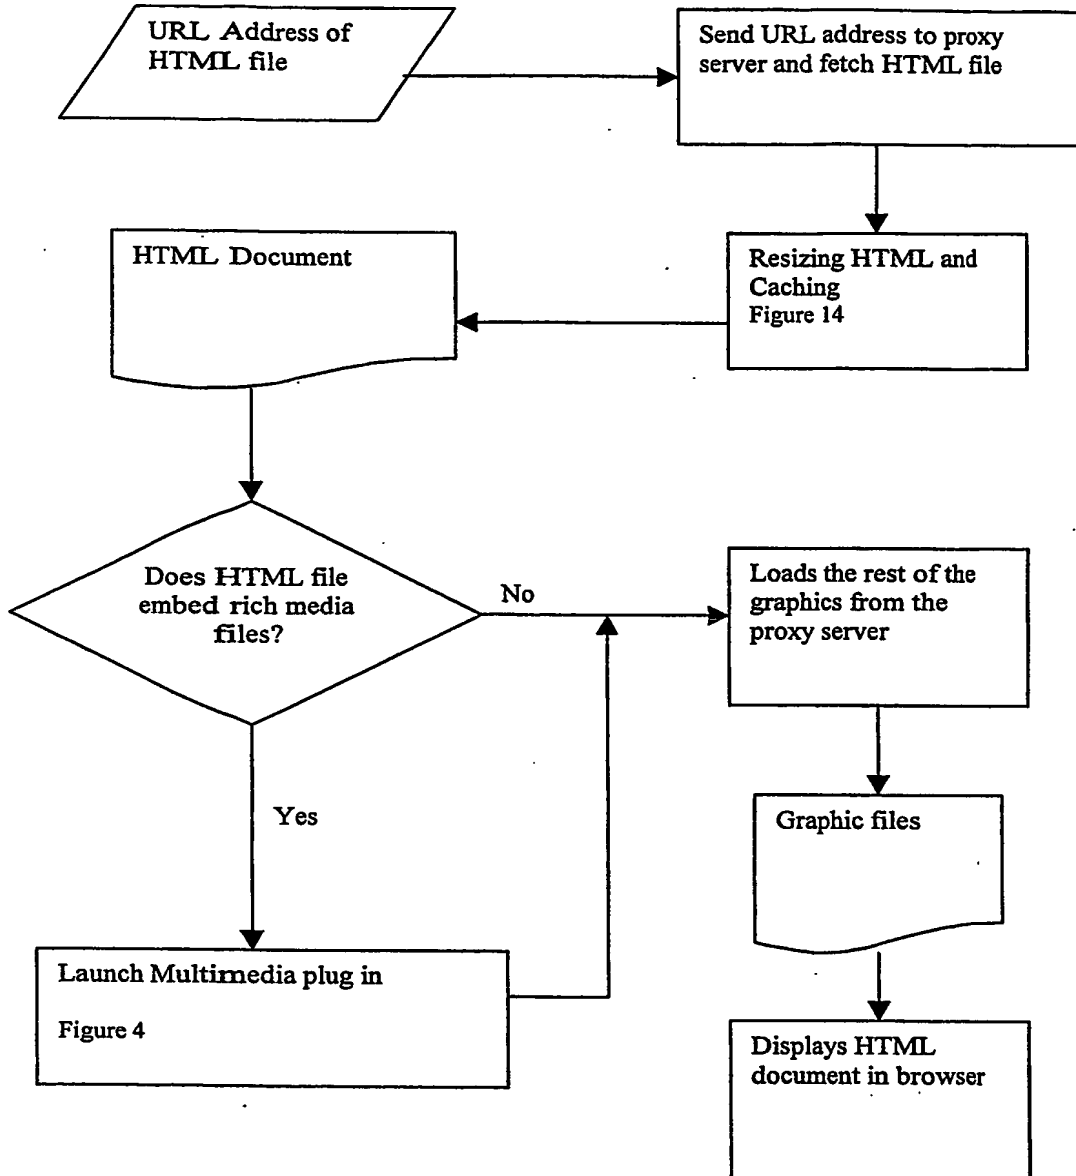 URL Address of
HTML file
Send URL address to proxy
server and fetch HTML file
Resizing HTML and
Caching
Figure 14
HTML Document
Does HTML file
embed rich media
files?
No
Loads the rest of the
graphics from the
proxy server
Yes
Graphic files
Launch Multimedia plug in
Figure 4
Displays HTML
document in browser